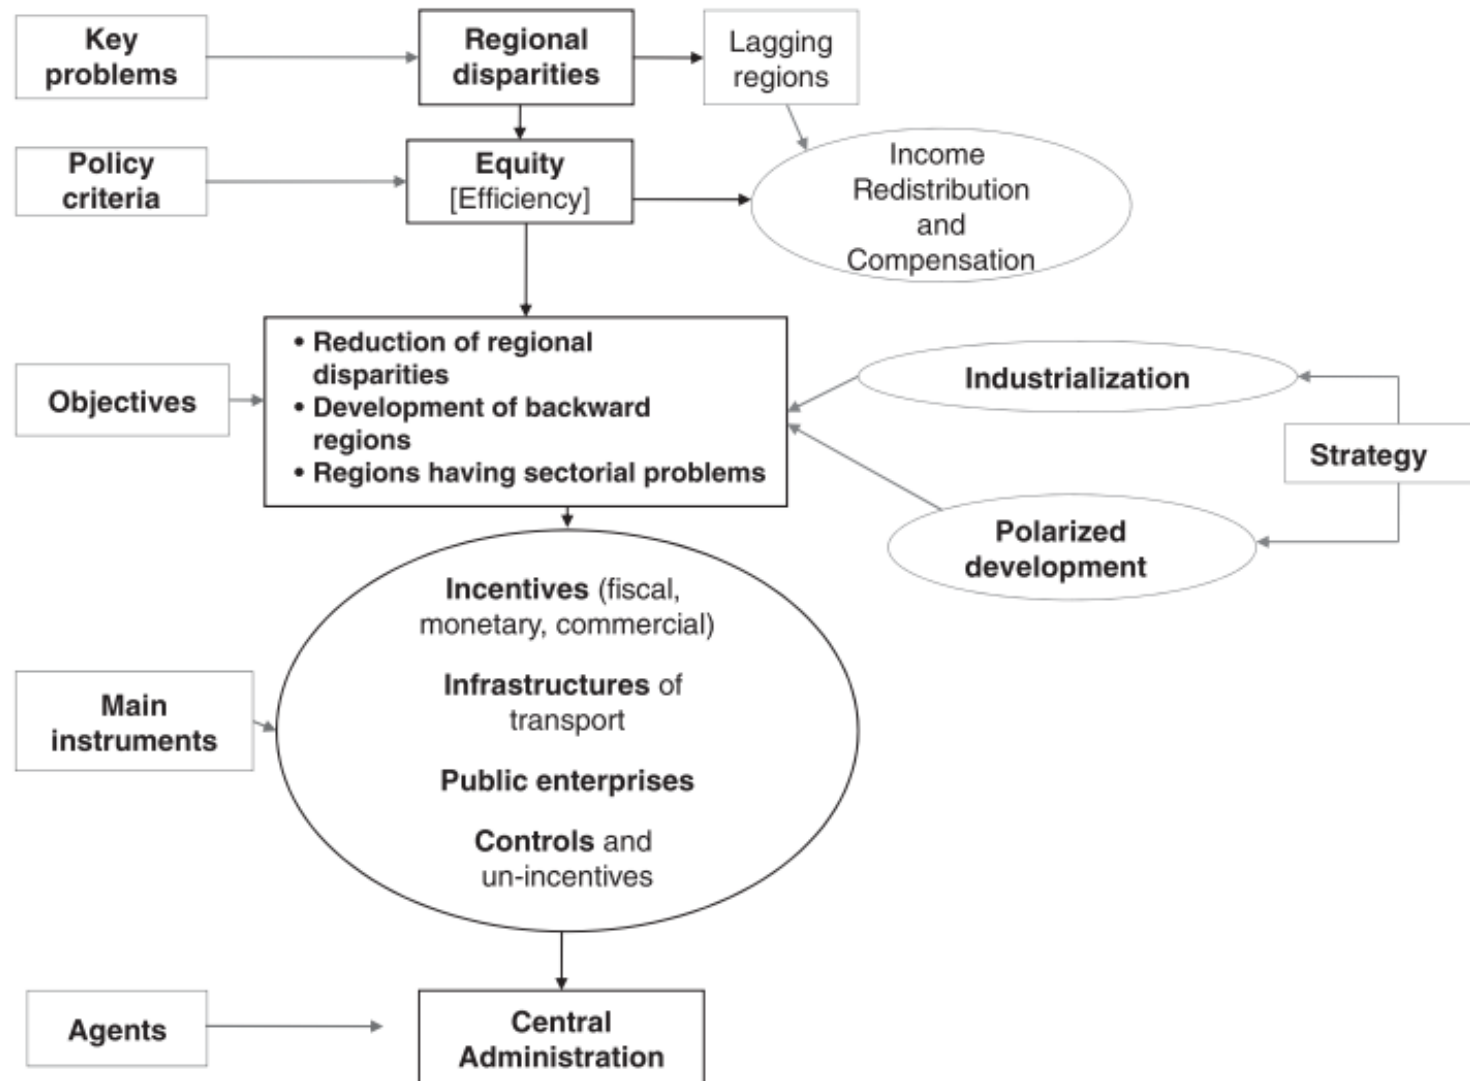 Key
problems
Regional
disparities
Lagging
regions
Policy
criteria
Equity
[Efficiency]
Income
Redistribution
and
Compensation
Objectives
• Reduction of regional
disparities
• Development of backward
regions
• Regions having sectorial problems
Industrialization
Strategy
Polarized
development
Main
instruments
Incentives (fiscal,
monetary, commercial)
Infrastructures of
transport
Public enterprises
Controls and
un-incentives
Agents
Central
Administration